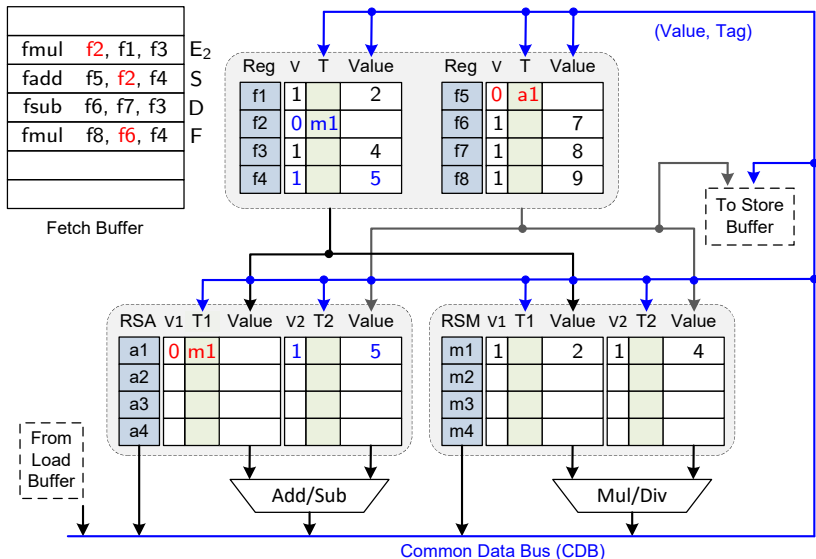 fmul f2, f1, f3 E2
fadd f5, f2, f4 S
fsub f6, f7, f3 D
fmul f8, f6, f4 F
Fetch Buffer
(Value, Tag)
Reg V T Value
f1 1 2
f2 0 m1
f3 1 4
f4 1 5
Reg V T Value
f5 0 a1
f6 1 7
f7 1 8
f8 1 9
To Store
Buffer
RSA V1 T1 Value V2 T2 Value
a1 0 m1 1 5
a2
a3
a4
RSM V1 T1 Value V2 T2 Value
m1 1 2 1 4
m2
m3
m4
From
Load
Buffer
Add/Sub
Mul/Div
Common Data Bus (CDB)